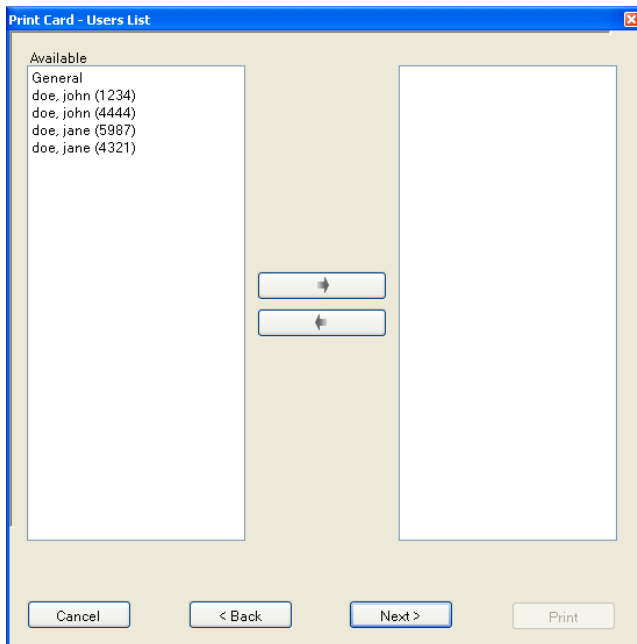 Print Card - Users List
Available
General
doe, john (1234)
doe, john (4444)
doe, jane (5987)
doe, jane (4321)
Cancel
< Back
Next >
Print